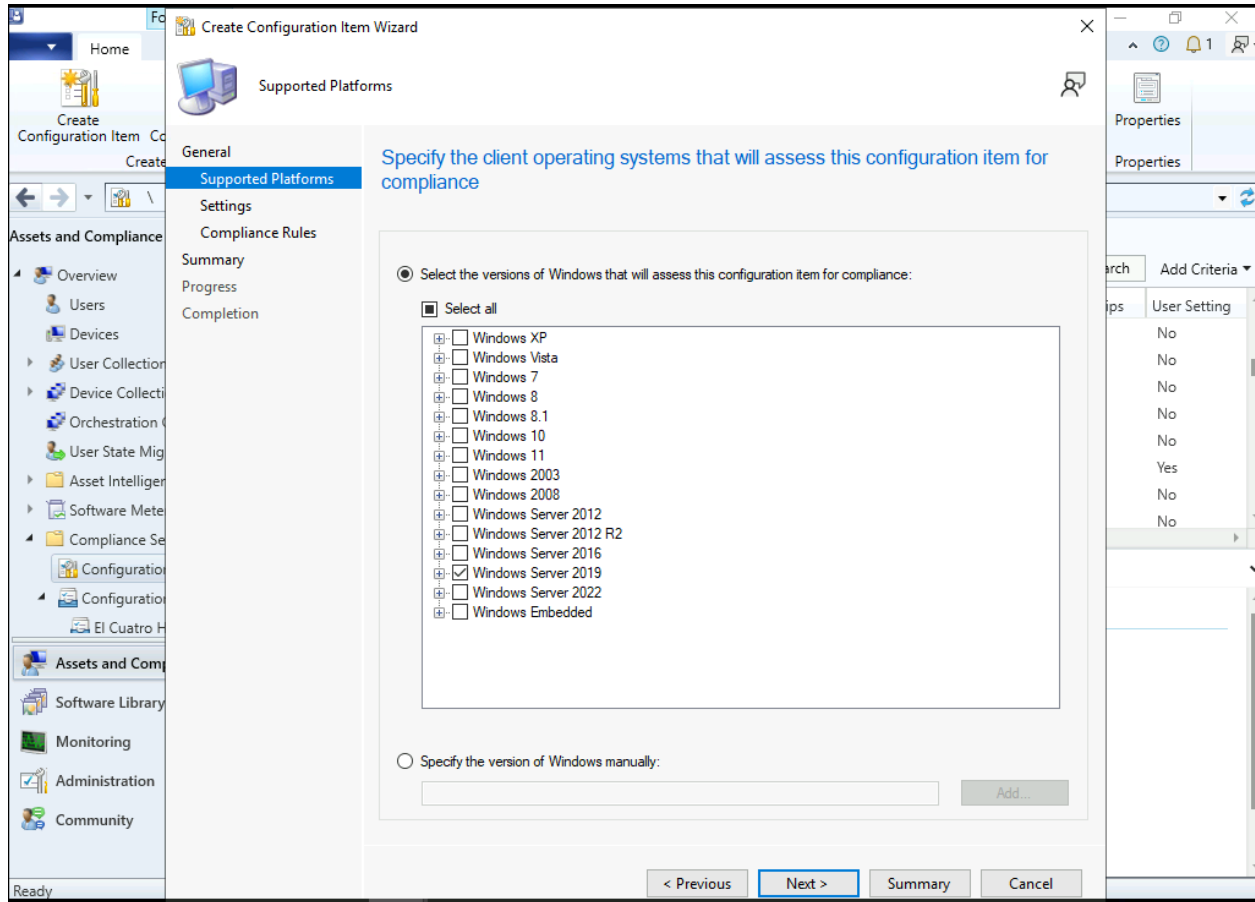 Fo
Create Configuration Item Wizard
Home
1
Supported Platforms
Create
Configuration Item Co
Create
Properties
Properties
General
Supported Platforms
Settings
Compliance Rules
Summary
Progress
Completion
Specify the client operating systems that will assess this configuration item for
compliance
\
Assets and Compliance
Overview
Users
Devices
User Collection
Device Collecti
Orchestration
User State Mig
Asset Intelliger
Software Mete
Compliance Se
Configuration
Configuration
El Cuatro H
Assets and Comp
Software Library
Monitoring
Administration
Community
Ready
Select the versions of Windows that will assess this configuration item for compliance:
Select all
Windows XP
Windows Vista
Windows 7
Windows 8
Windows 8.1
Windows 10
Windows 11
Windows 2003
Windows 2008
Windows Server 2012
Windows Server 2012 R2
Windows Server 2016
Windows Server 2019
Windows Server 2022
Windows Embedded
Specify the version of Windows manually:
Add...
< Previous
Next >
Summary
Cancel
arch
Add Criteria
ips
User Setting
No
No
No
No
No
Yes
No
No